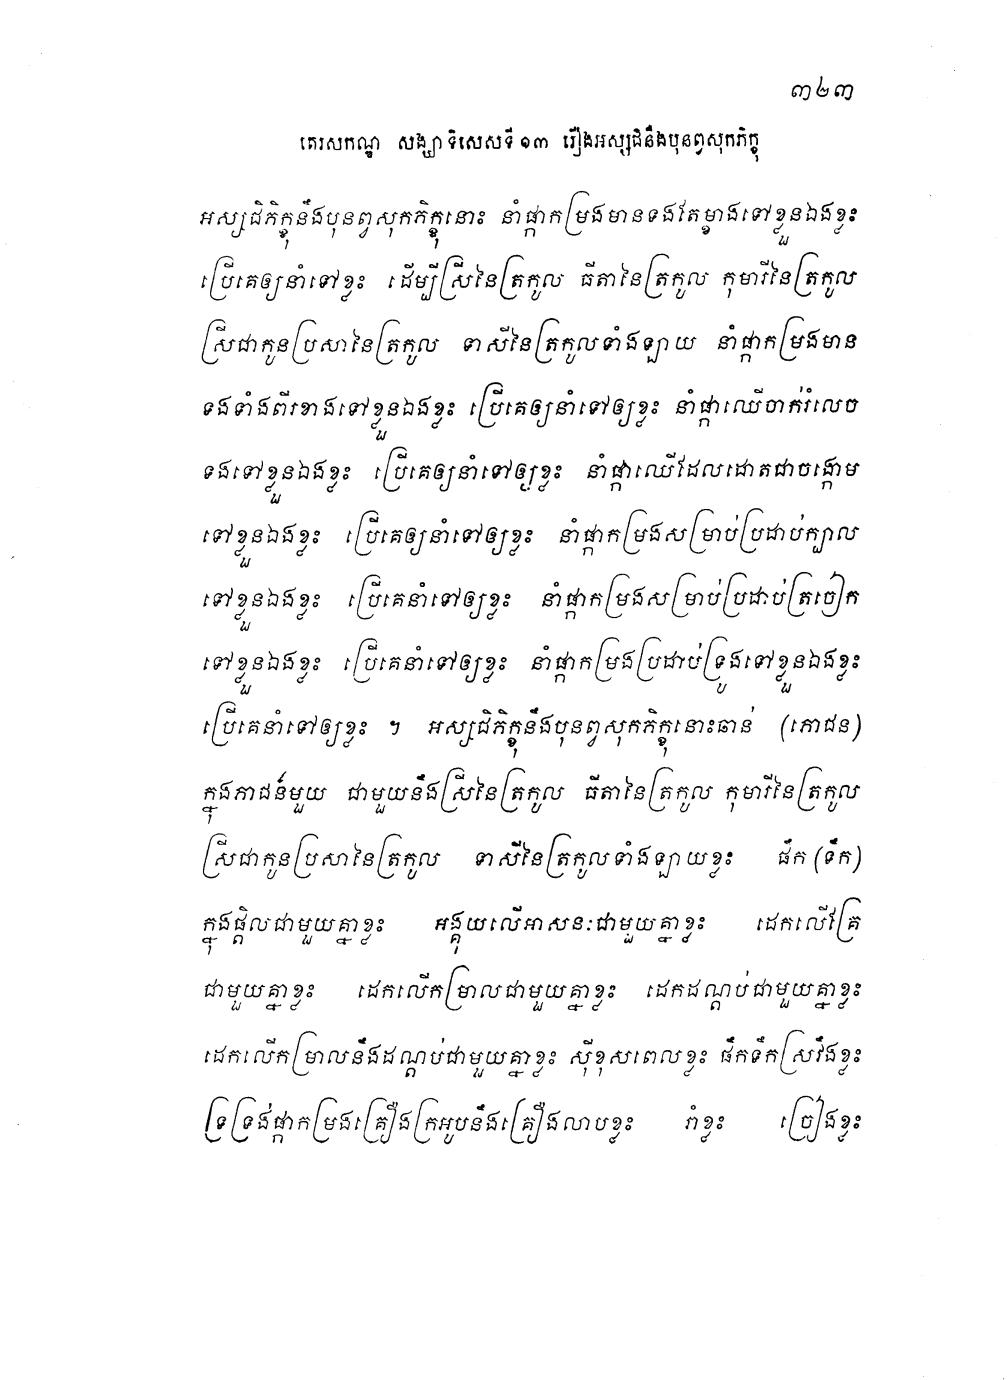 ៣២៣
តេរសកណ្ឌ សង្ឃាទិសេសទី ១៣ រឿងអស្សជិនឹងបុនព្វសុកភិក្ខុ
អស្សជិភិក្ខុនឹងបុនព្វសុកភិក្ខុនោះ នាំផ្កាកម្រងមានទងតែម្ខាងទៅខ្លួនឯងខ្លះ
ប្រើគេឲ្យនាំទៅខ្លះ ដើម្បីស្រីនៃត្រកូល ធីតានៃត្រកូល កុមារីនៃត្រកូល
ស្រីជាកូនប្រសានៃត្រកូល ទាសីនៃត្រកូលទាំងឡាយ នាំផ្កាកម្រងមាន
ទងទាំងពីរខាងទៅខ្លួនឯងខ្លះ ប្រើគេឲ្យនាំទៅឲ្យខ្លះ នាំផ្កាឈើចាក់រំលេច
ទងទៅខ្លួនឯងខ្លះ ប្រើគេឲ្យនាំទៅឲ្យខ្លះ នាំផ្កាឈើដែលដោតជាចង្កោម
ទៅខ្លួនឯងខ្លះ ប្រើគេឲ្យនាំទៅឲ្យខ្លះ នាំផ្កាកម្រងសម្រាប់ប្រដាប់ក្បាល
ទៅខ្លួនឯងខ្លះ ប្រើគេនាំទៅឲ្យខ្លះ នាំផ្កាកម្រងសម្រាប់ប្រដាប់ត្រចៀក
ទៅខ្លួនឯងខ្លះ ប្រើគេនាំទៅឲ្យខ្លះ នាំផ្កាកម្រងប្រដាប់ទ្រូងទៅខ្លួនឯងខ្លះ
ប្រើគេនាំទៅឲ្យខ្លះ ។ អស្សជិភិក្ខុនឹងបុនព្វសុកភិក្ខុនោះឆាន់ (ភោជន)
ក្នុងភាជន៍មួយ ជាមួយនឹងស្រីនៃត្រកូល ធីតានៃត្រកូល កុមារីនៃត្រកូល
ស្រីជាកូនប្រសានៃត្រកូល ទាសីនៃត្រកូលទាំងឡាយខ្លះ ផឹក (ទឹក)
ក្នុងផ្តិលជាមួយគ្នាខ្លះ អង្គុយលើអាសនៈជាមួយគ្នាខ្លះ ដេកលើគ្រែ
ជាមួយគ្នាខ្លះ ដេកលើកម្រាលជាមួយគ្នាខ្លះ ដេកដណ្តប់ជាមួយគ្នាខ្លះ
ដេកលើកម្រាលនឹងដណ្តប់ជាមួយគ្នាខ្លះ ស៊ីខុសពេលខ្លះ ផឹកទឹកស្រវឹងខ្លះ
ទ្រទ្រង់ផ្កាកម្រងគ្រឿងក្រអូបនឹងគ្រឿងលាបខ្លះ រាំខ្លះ ច្រៀងខ្លះ